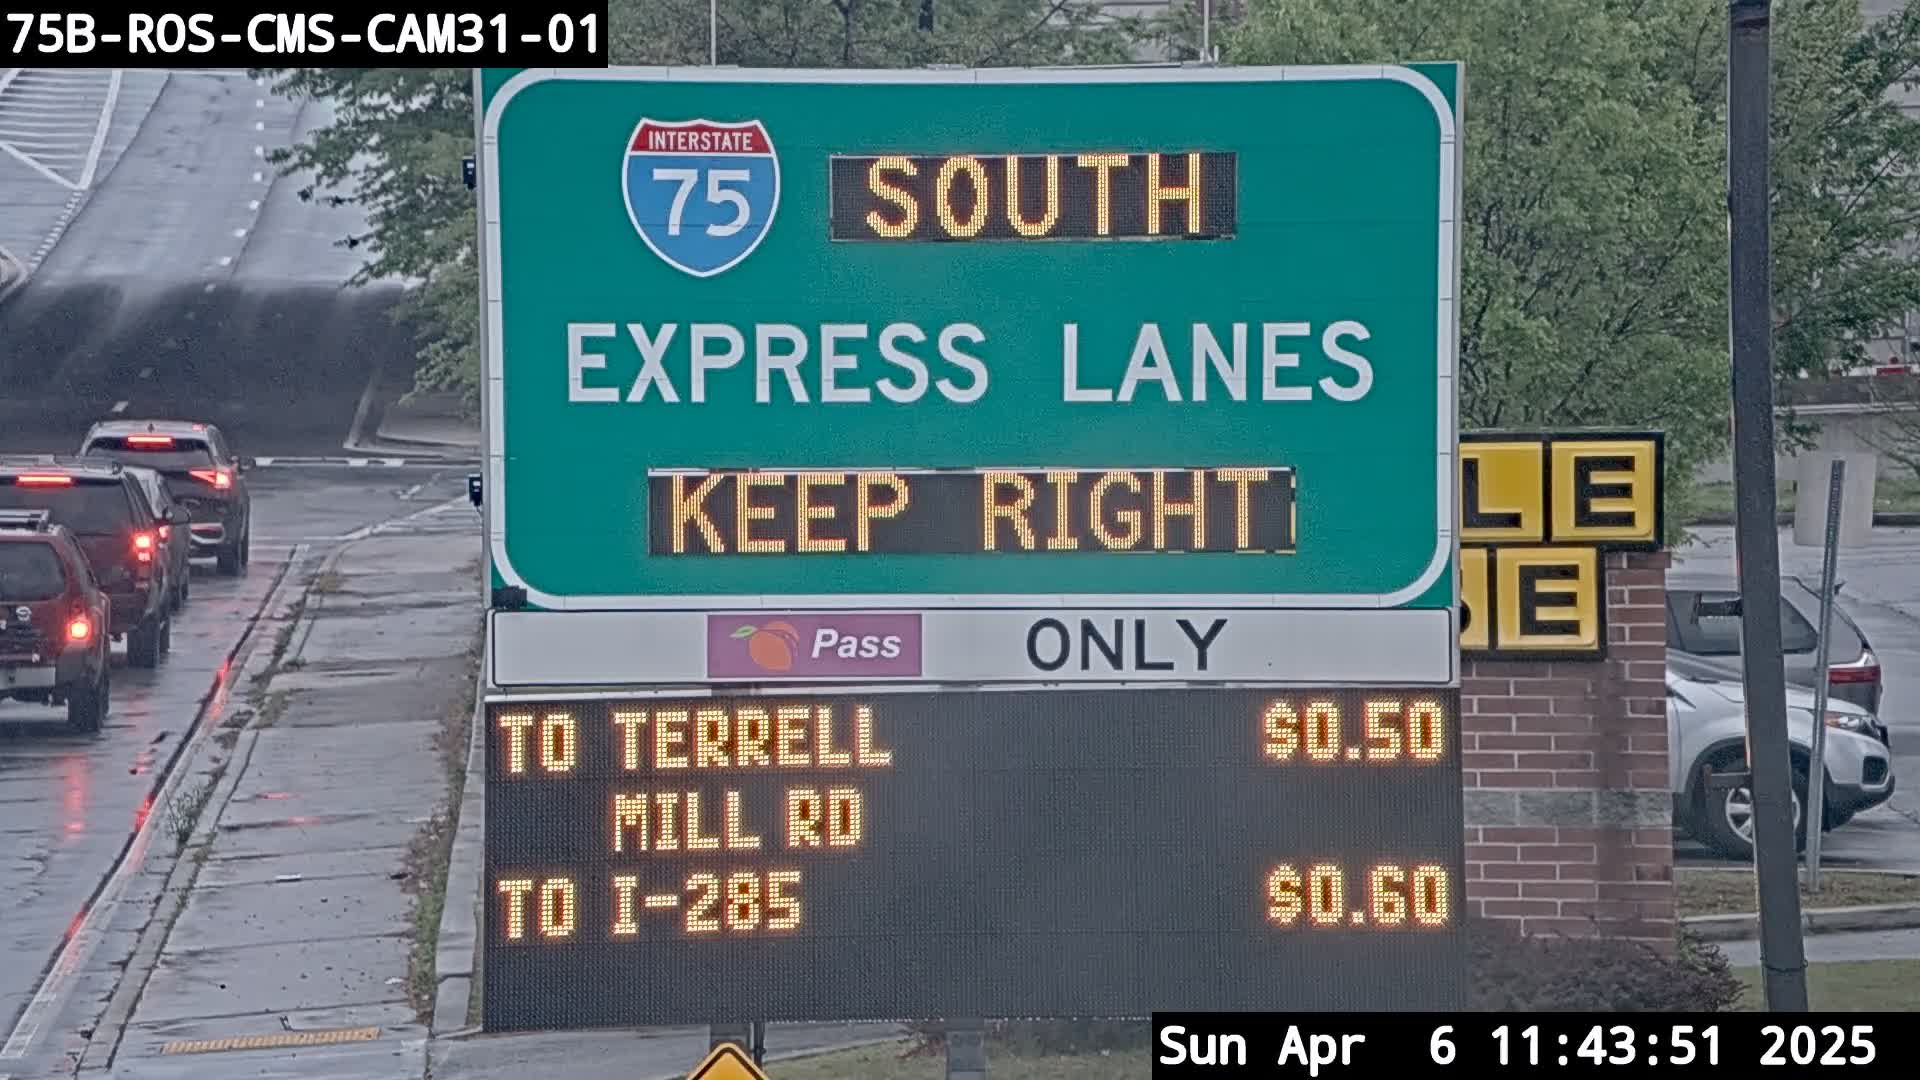 75B-ROS-CMS-CAM31-01
INTERSTATE
75
SOUTH
EXPRESS LANES
KEEP RIGHT
LE
E
Pass ONLY
TO TERRELL $0.50
MILL RD
TO I-285 $0.60
Sun Apr 6 11:43:51 2025